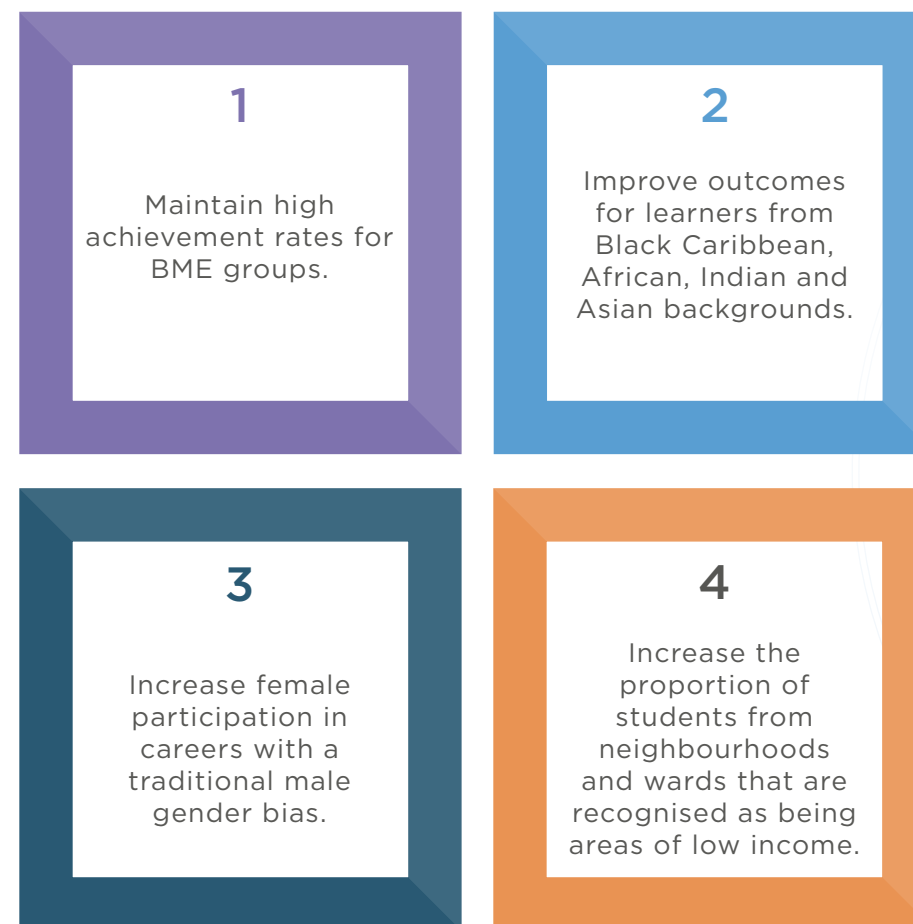 1
Maintain high
achievement rates for
BME groups.
2
Improve outcomes
for learners from
Black Caribbean,
African, Indian and
Asian backgrounds.
3
Increase female
participation in
careers with a
traditional male
gender bias.
4
Increase the
proportion of
students from
neighbourhoods
and wards that are
recognised as being
areas of low income.